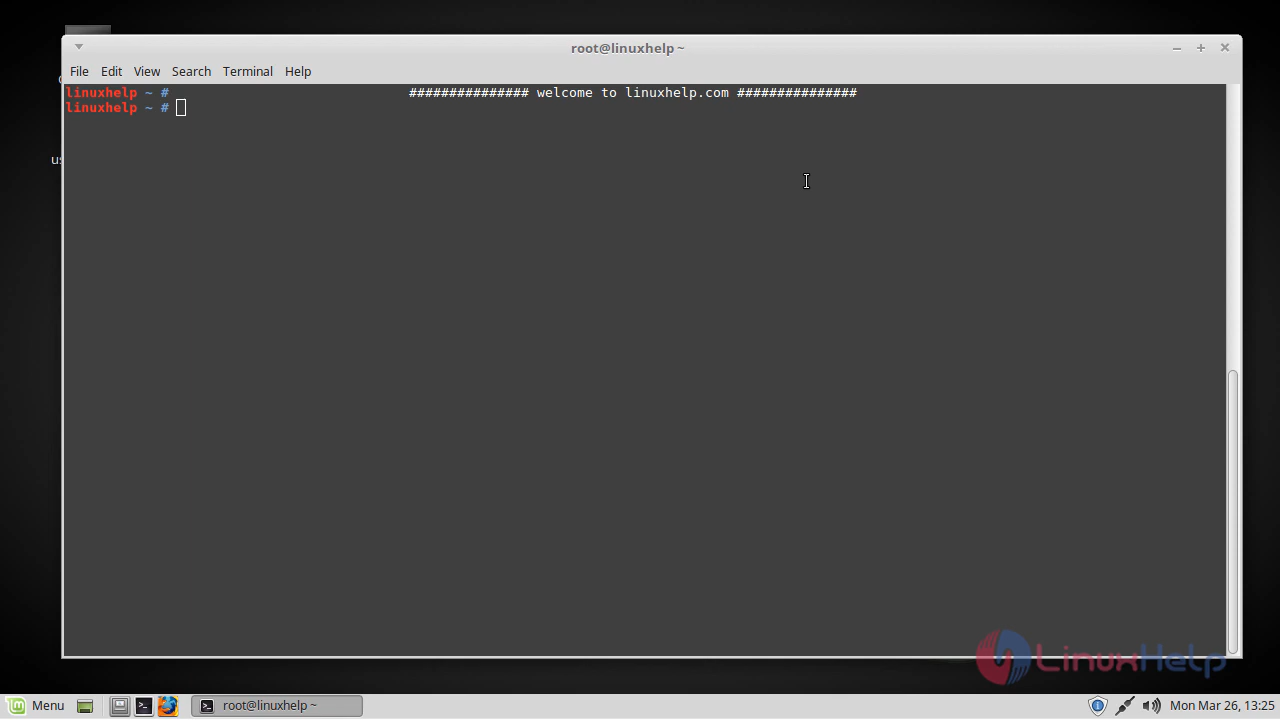 root@linuxhelp ~
File Edit View Search Terminal Help
linuxhelp ~ # ############### welcome to linuxhelp.com ###############
linuxhelp ~ #
LinuxHelp
Menu root@linuxhelp ~ Mon Mar 26, 13:25